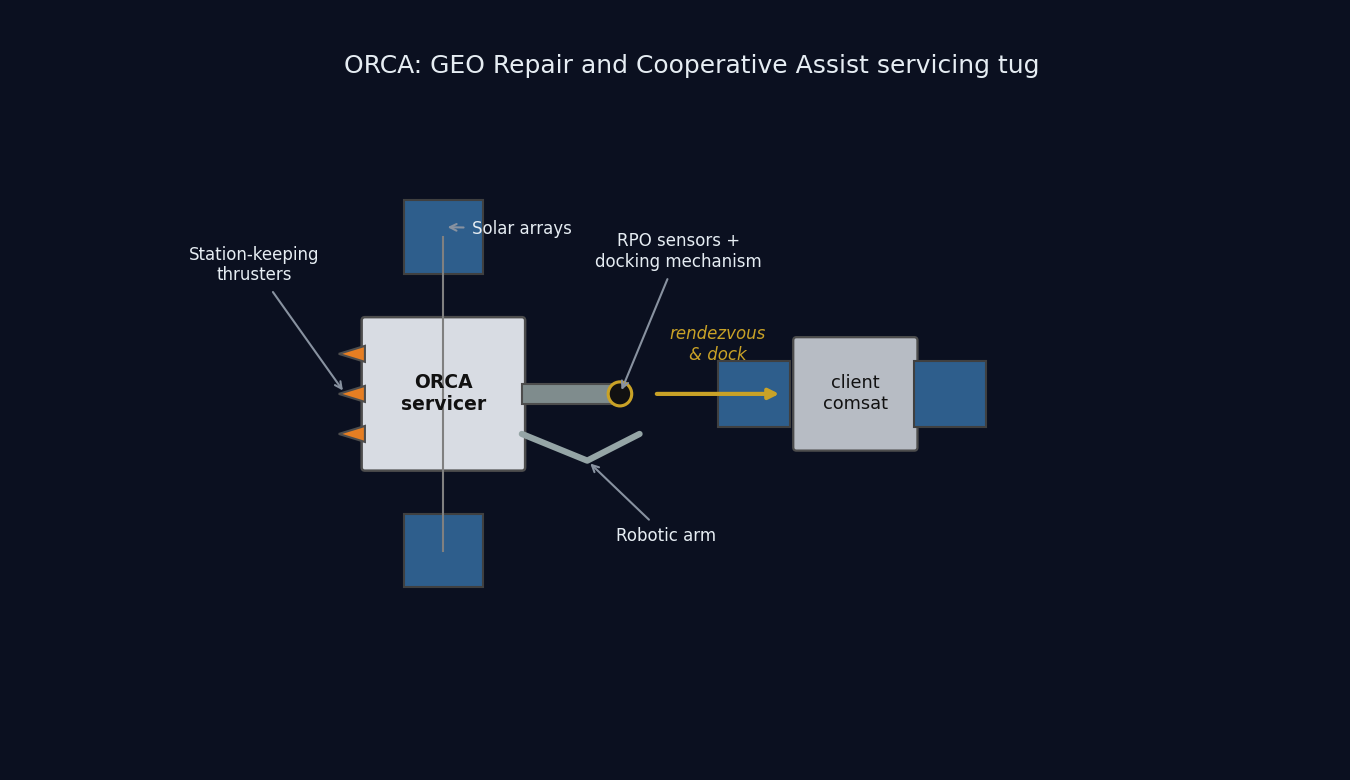 ORCA: GEO Repair and Cooperative Assist servicing tug
Solar arrays
Station-keeping
thrusters
RPO sensors +
docking mechanism
rendezvous
& dock
ORCA
servicer
client
comsat
Robotic arm